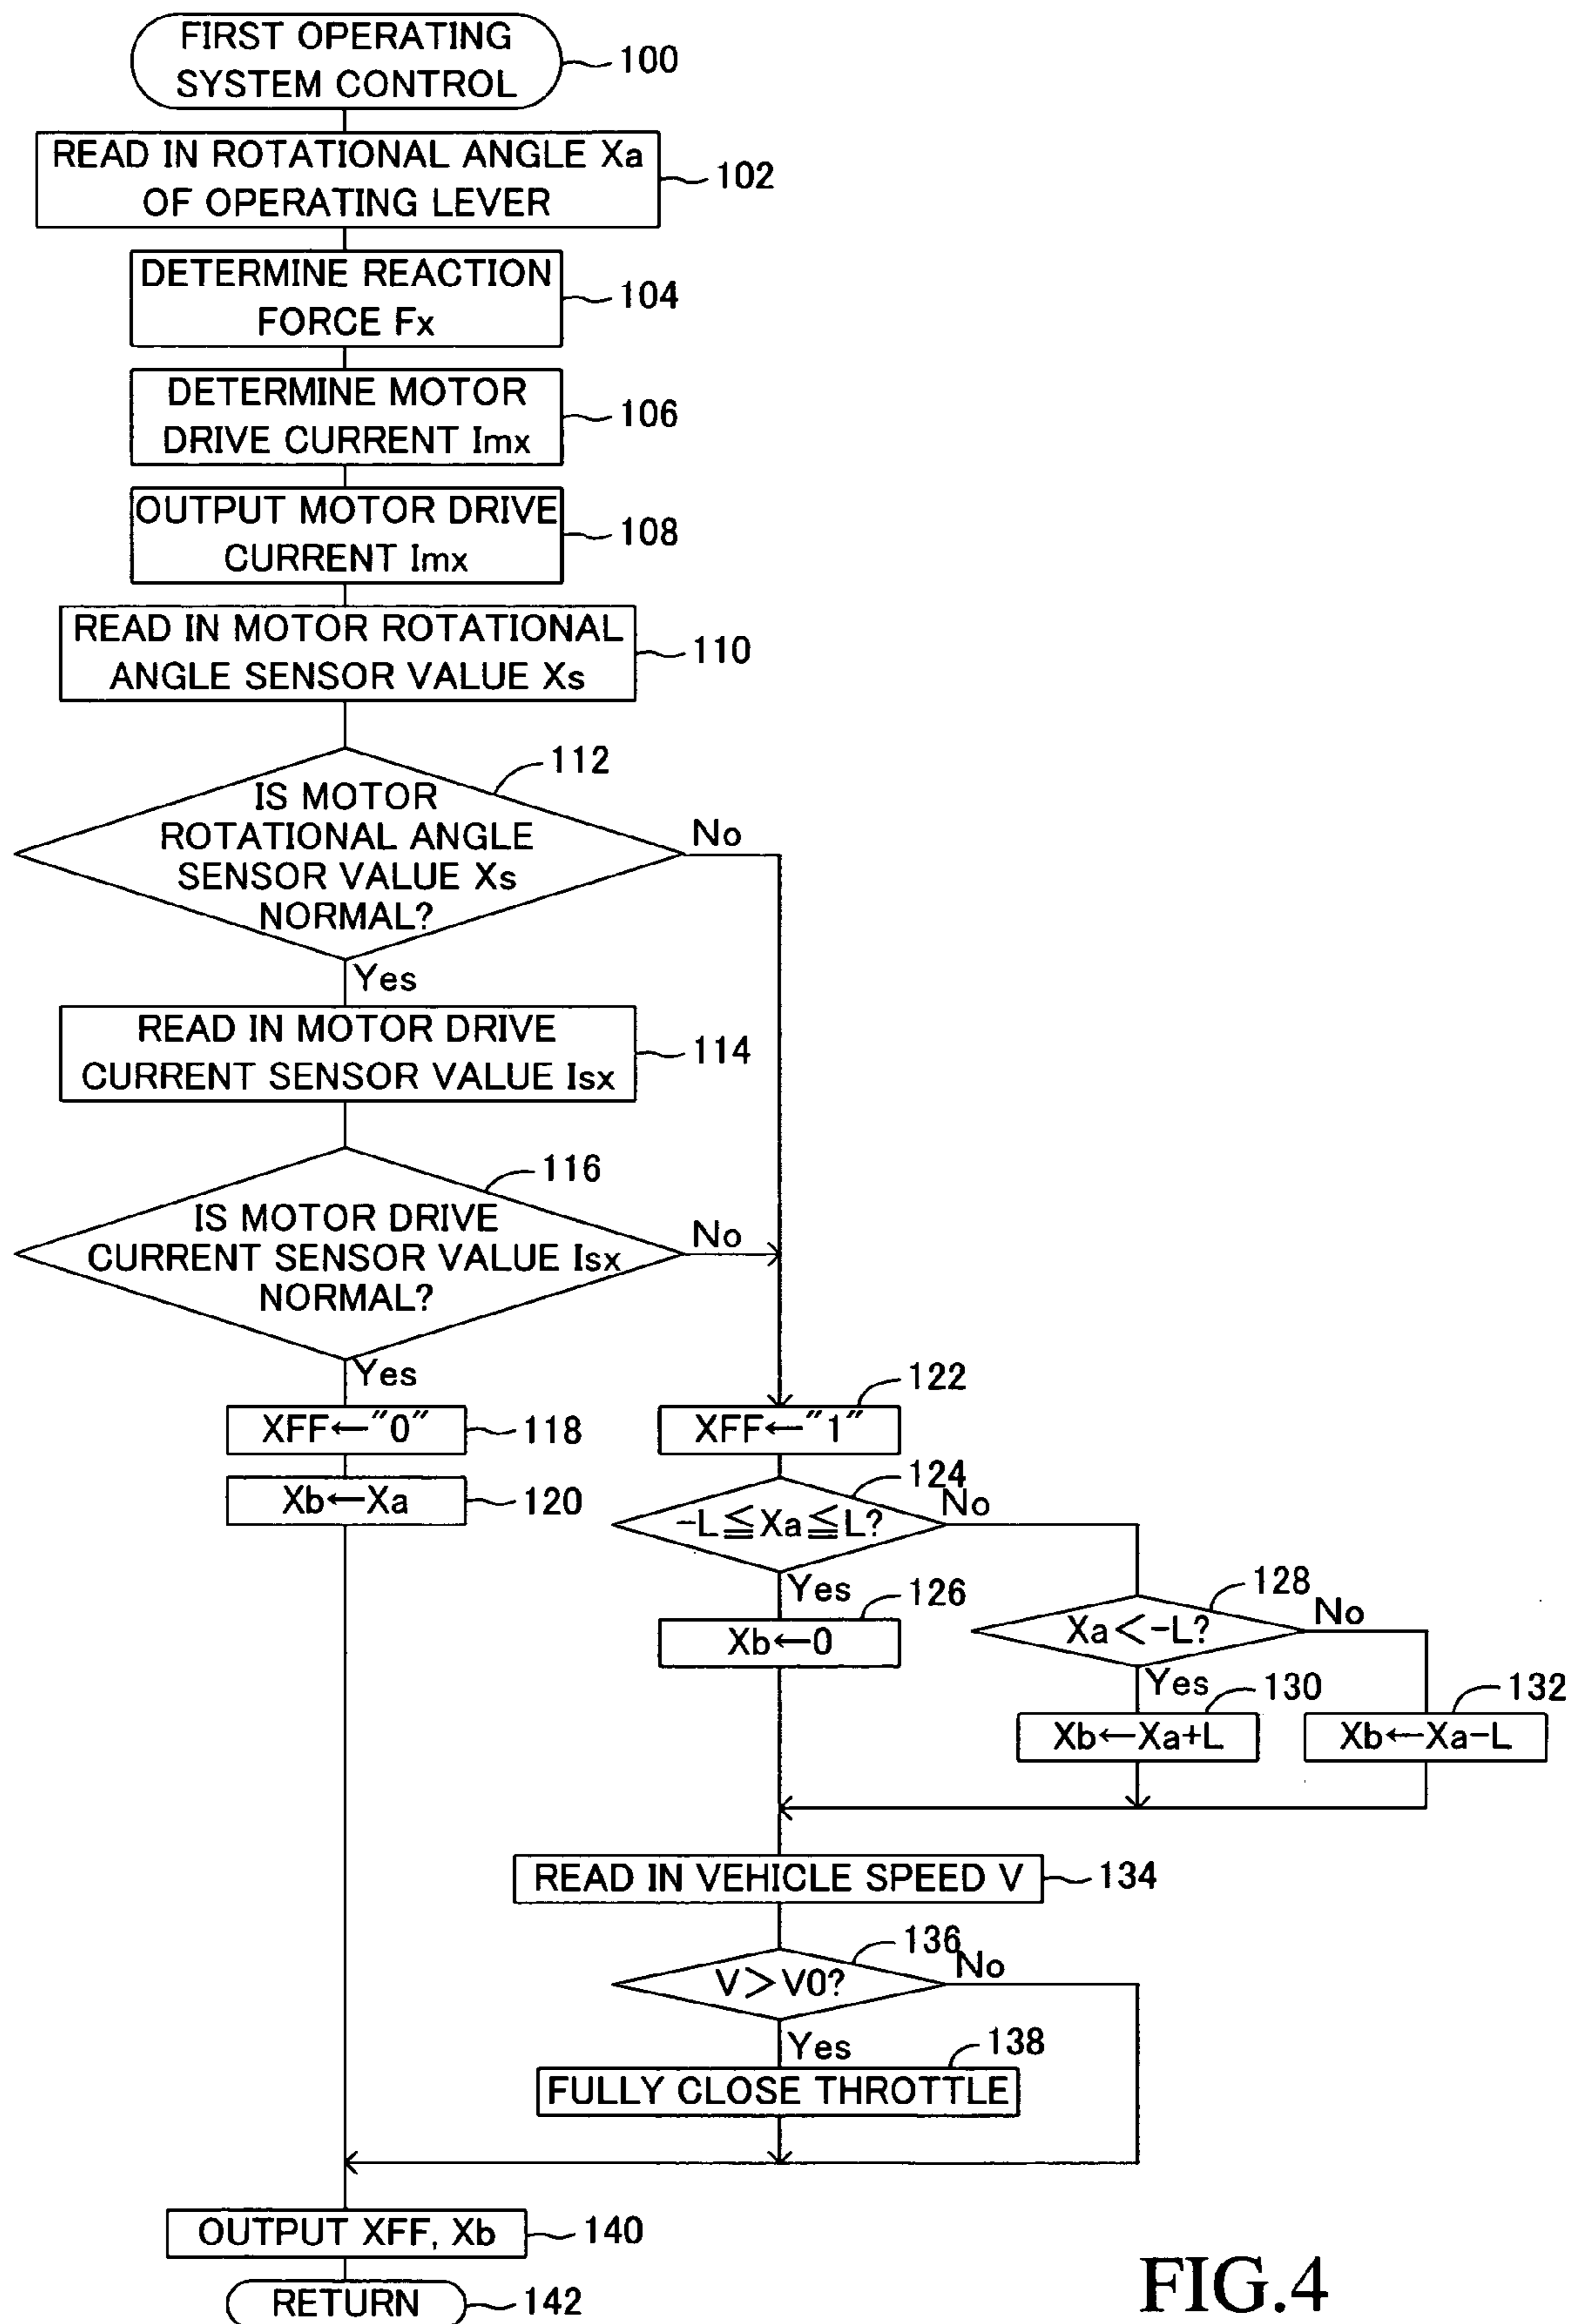 FIRST OPERATING
SYSTEM CONTROL
100
READ IN ROTATIONAL ANGLE Xa
OF OPERATING LEVER
102
DETERMINE REACTION
FORCE Fx
104
DETERMINE MOTOR
DRIVE CURRENT Imx
106
OUTPUT MOTOR DRIVE
CURRENT Imx
108
READ IN MOTOR ROTATIONAL
ANGLE SENSOR VALUE Xs
110
112
IS MOTOR
ROTATIONAL ANGLE
SENSOR VALUE Xs
NORMAL?
No
Yes
READ IN MOTOR DRIVE
CURRENT SENSOR VALUE Isx
114
116
IS MOTOR DRIVE
CURRENT SENSOR VALUE Isx
NORMAL?
No
Yes
XFF←"0"
118
Xb←Xa
120
122
XFF←"1"
124
-L≦Xa≦L?
No
Yes
126
Xb←0
128
Xa<-L?
No
Yes
130
Xb←Xa+L
132
Xb←Xa-L
READ IN VEHICLE SPEED V
134
136
V>V0?
No
Yes
138
FULLY CLOSE THROTTLE
OUTPUT XFF, Xb
140
RETURN
142
FIG.4